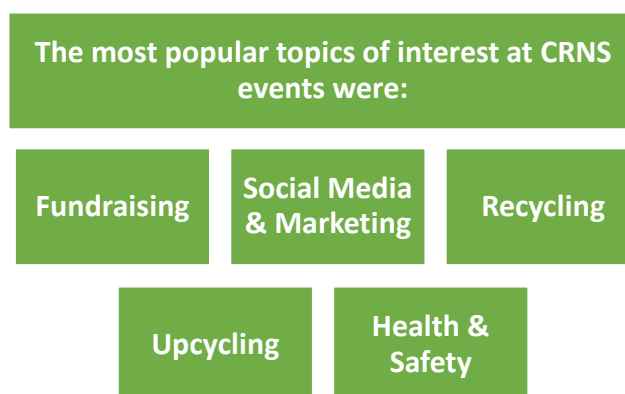 The most popular topics of interest at CRNS
events were:
Fundraising
Social Media
& Marketing
Recycling
Upcycling
Health &
Safety